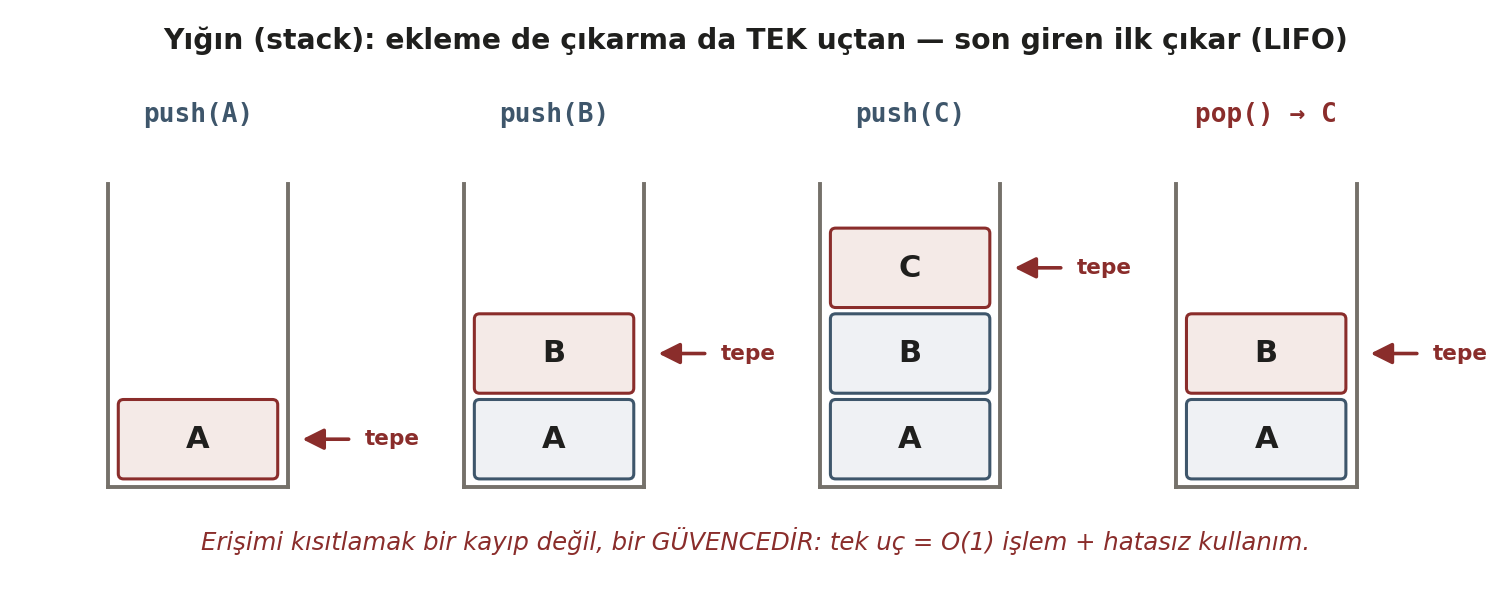 Yığın (stack): ekleme de çıkarma da TEK uçtan — son giren ilk çıkar (LIFO)
push(A)
push(B)
push(C)
pop() → C
A
tepe
B
tepe
A
C
tepe
B
A
B
tepe
A
Erişimi kısıtlamak bir kayıp değil, bir GÜVENCEDİR: tek uç = O(1) işlem + hatasız kullanım.